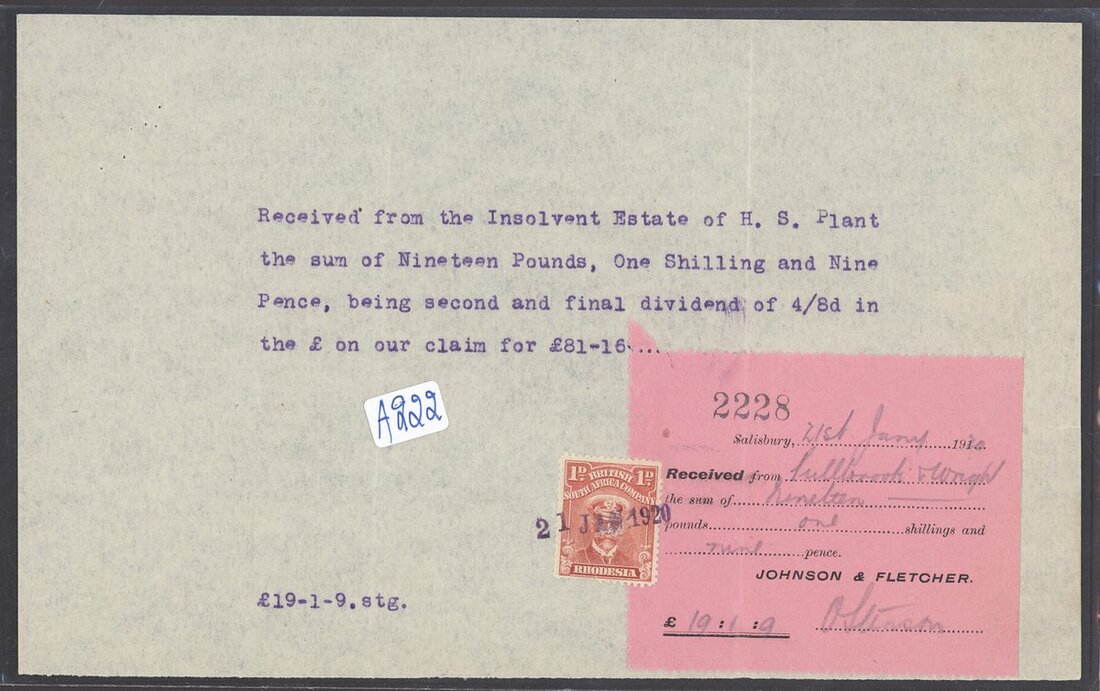 Received from the Insolvent Estate of H. S. Plant
the sum of Nineteen Pounds, One Shilling and Nine
Pence, being second and final dividend of 4/8d in
the £ on our claim for £81-16-...
A222
2228
Salisbury, 21st Jany 1920
Received from & Wright
the sum of Nineteen
pounds one shillings and
nine pence.
JOHNSON & FLETCHER.
£ 19 : 1 : 9
1D BRITISH 1D
SOUTH AFRICA COMPANY
21 JAN 1920
RHODESIA
£19-1-9.stg.